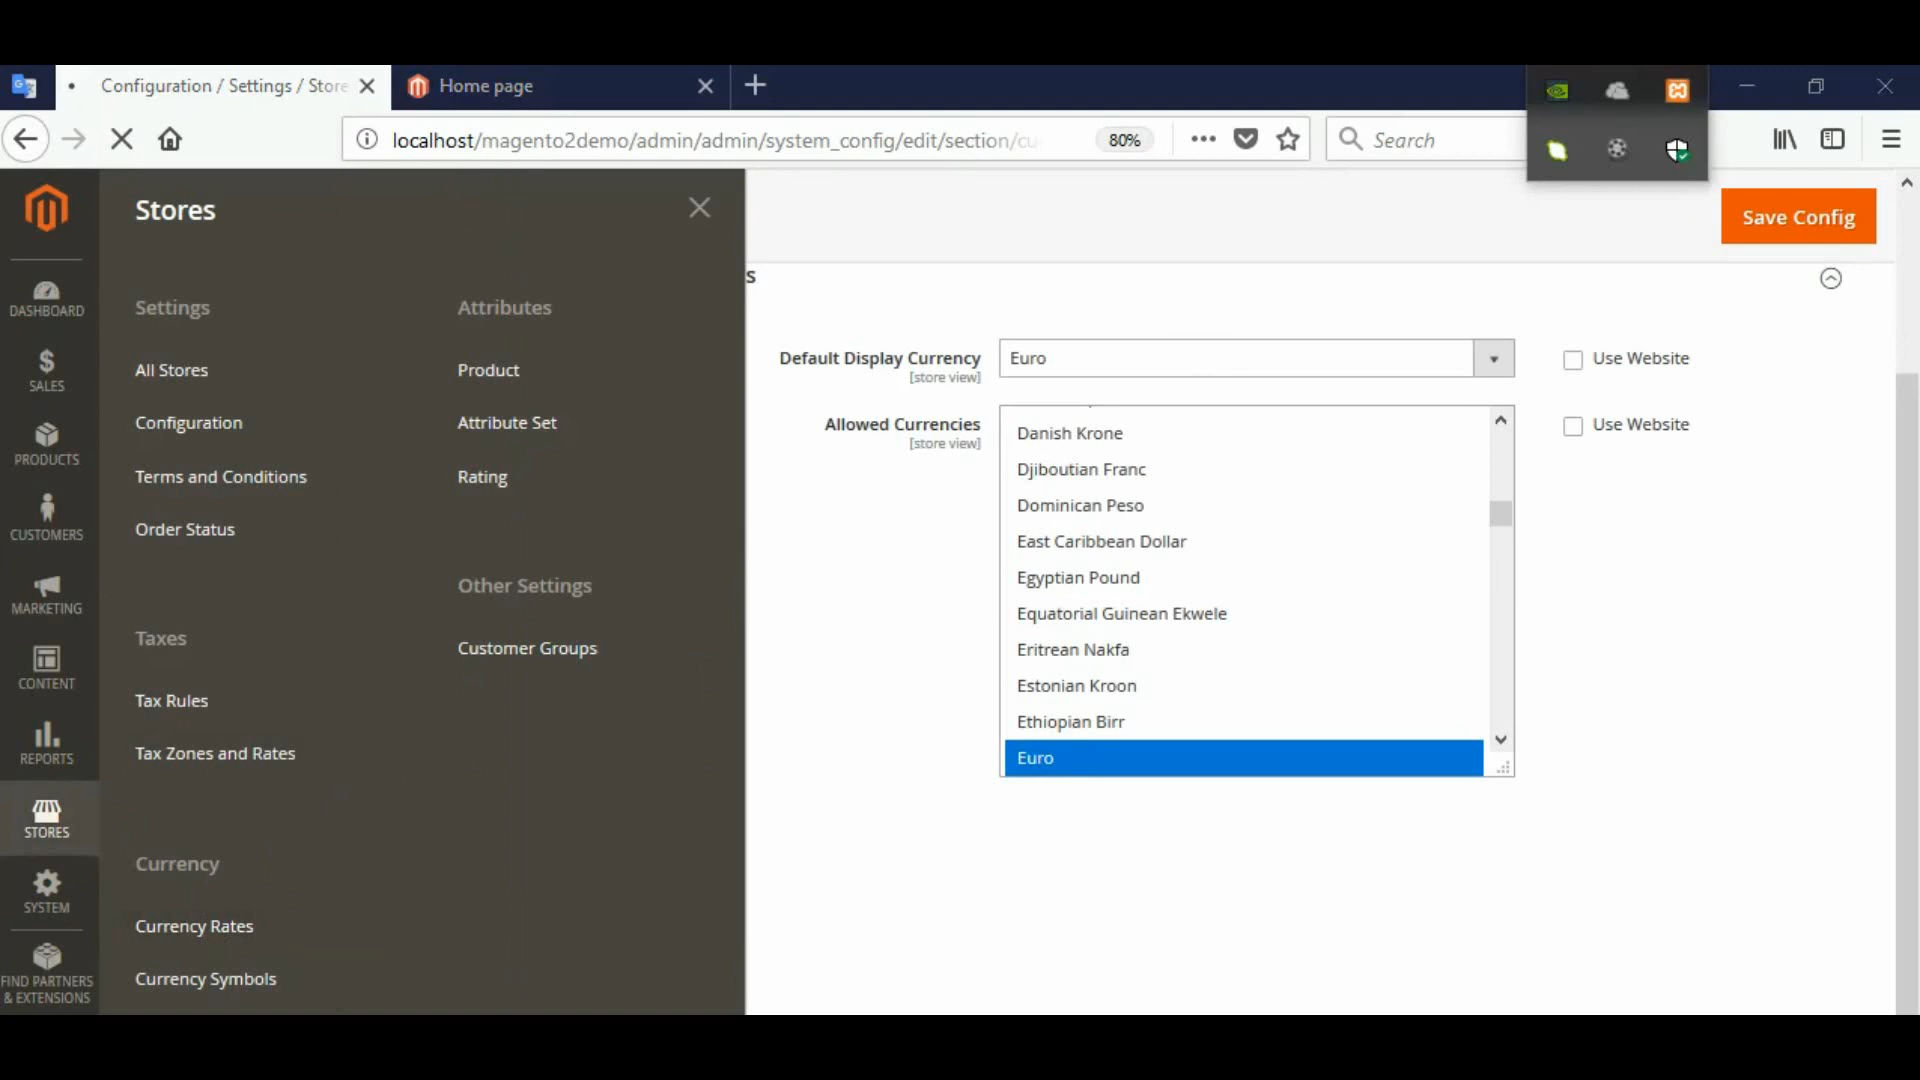 Configuration / Settings / Store
Home page
localhost/magento2demo/admin/admin/system_config/edit/section/cu
80%
Search
Stores
Save Config
s
DASHBOARD
SALES
PRODUCTS
CUSTOMERS
MARKETING
CONTENT
REPORTS
STORES
SYSTEM
FIND PARTNERS
& EXTENSIONS
Settings
All Stores
Configuration
Terms and Conditions
Order Status
Taxes
Tax Rules
Tax Zones and Rates
Currency
Currency Rates
Currency Symbols
Attributes
Product
Attribute Set
Rating
Other Settings
Customer Groups
Default Display Currency
[store view]
Euro
Use Website
Allowed Currencies
[store view]
Use Website
Danish Krone
Djiboutian Franc
Dominican Peso
East Caribbean Dollar
Egyptian Pound
Equatorial Guinean Ekwele
Eritrean Nakfa
Estonian Kroon
Ethiopian Birr
Euro